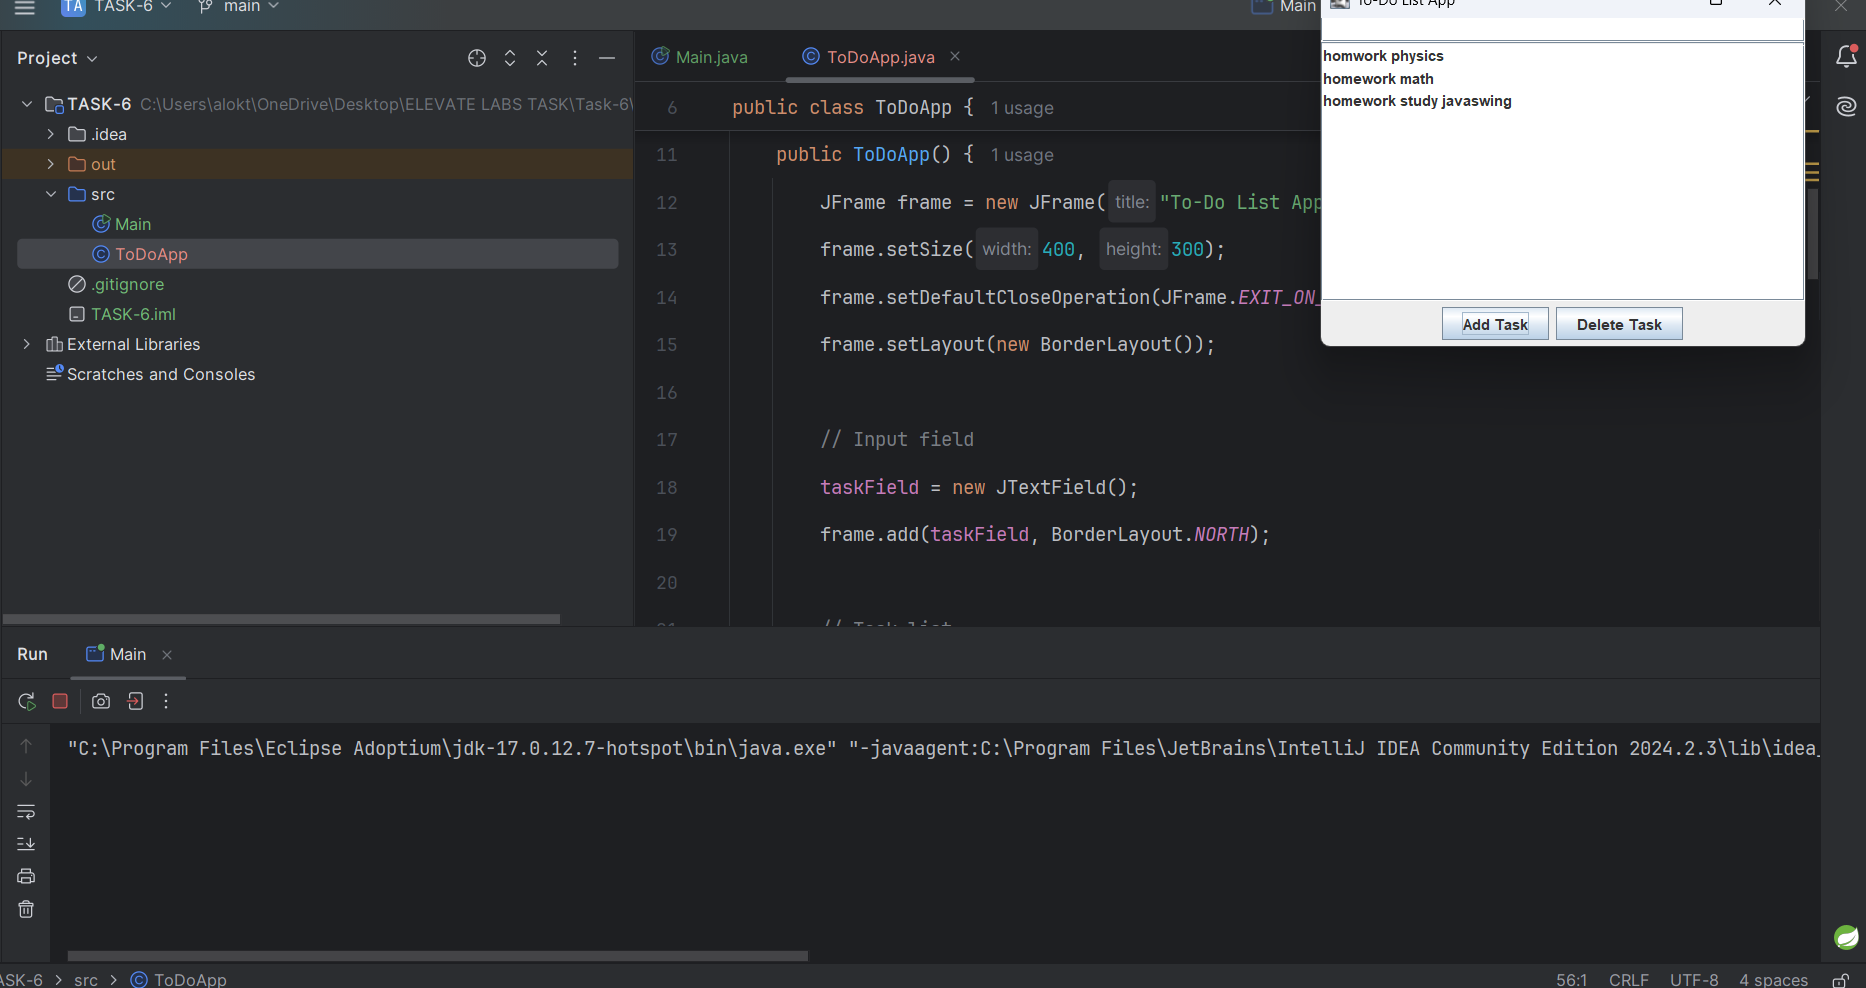 TA TASK-6 main Main
Project
TASK-6 C:\Users\alokt\OneDrive\Desktop\ELEVATE LABS TASK\Task-6\
.idea
out
src
Main
ToDoApp
.gitignore
TASK-6.iml
External Libraries
Scratches and Consoles
Main.java ToDoApp.java
6 public class ToDoApp { 1 usage
11 public ToDoApp() { 1 usage
12 JFrame frame = new JFrame( title: "To-Do List App
13 frame.setSize( width: 400, height: 300);
14 frame.setDefaultCloseOperation(JFrame.EXIT_ON_
15 frame.setLayout(new BorderLayout());
16
17 // Input field
18 taskField = new JTextField();
19 frame.add(taskField, BorderLayout.NORTH);
20
21 // Task list
To-Do List App
homwork physics
homework math
homework study javaswing
Add Task Delete Task
Run Main
"C:\Program Files\Eclipse Adoptium\jdk-17.0.12.7-hotspot\bin\java.exe" "-javaagent:C:\Program Files\JetBrains\IntelliJ IDEA Community Edition 2024.2.3\lib\idea_
ASK-6 > src > ToDoApp 56:1 CRLF UTF-8 4 spaces